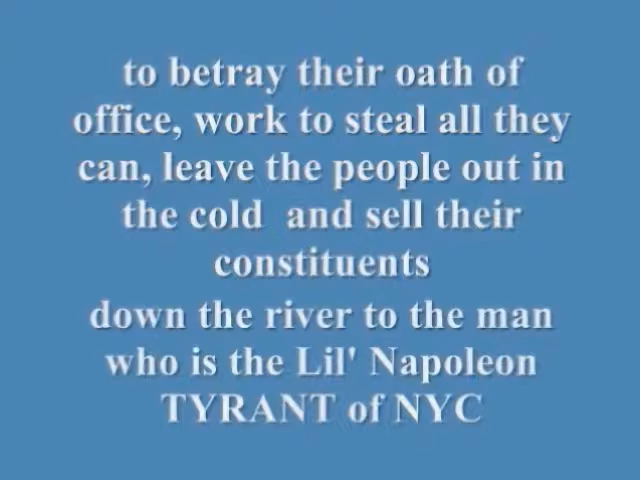 to betray their oath of
office, work to steal all they
can, leave the people out in
the cold  and sell their
constituents
down the river to the man
who is the Lil' Napoleon
TYRANT of NYC